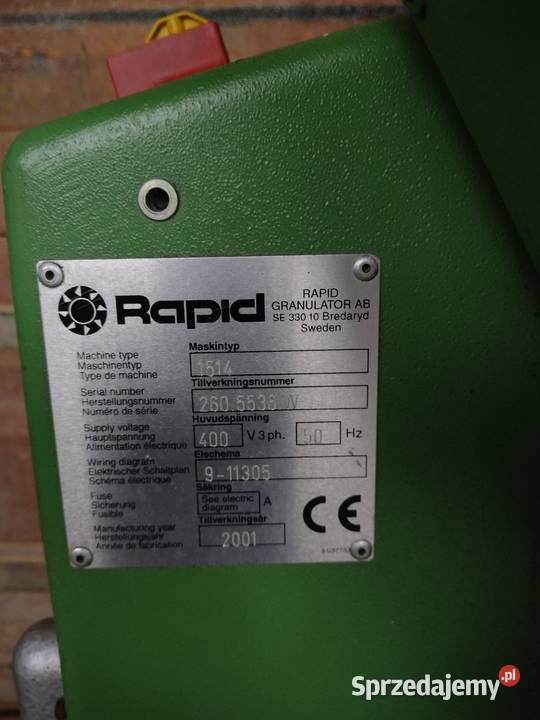 Rapid
RAPID
GRANULATOR AB
SE 330 10 Bredaryd
Sweden
Maskintyp
Machine type
Maschinentyp
Type de machine
1514
Tillverkningsnummer
Serial number
Herstellungsnummer
Numéro de série
260.5536 W
Huvudspänning
Supply voltage
Hauptspannung
Alimentation électrique
400 V 3 ph. 50 Hz
Elschema
Wiring diagram
Elektrischer Schaltplan
Schéma électrique
9-11305
Säkring
Fuse
Sicherung
Fusible
See electric
diagram
A
Tillverkningsår
Manufacturing year
Herstellungsjahr
Année de fabrication
2001
CE
Sprzedajemy.pl